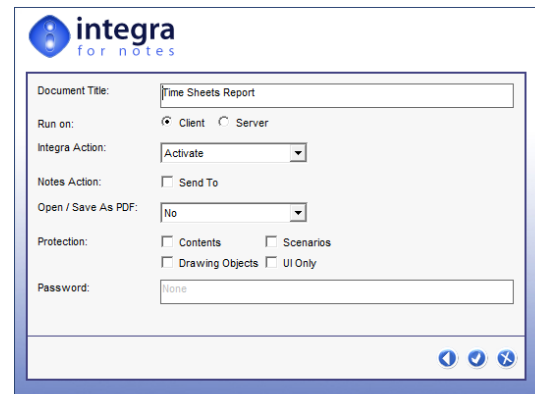 integra
for notes
Document Title: Time Sheets Report
Run on: Client Server
Integra Action: Activate
Notes Action: Send To
Open / Save As PDF: No
Protection: Contents Scenarios
Drawing Objects UI Only
Password: None